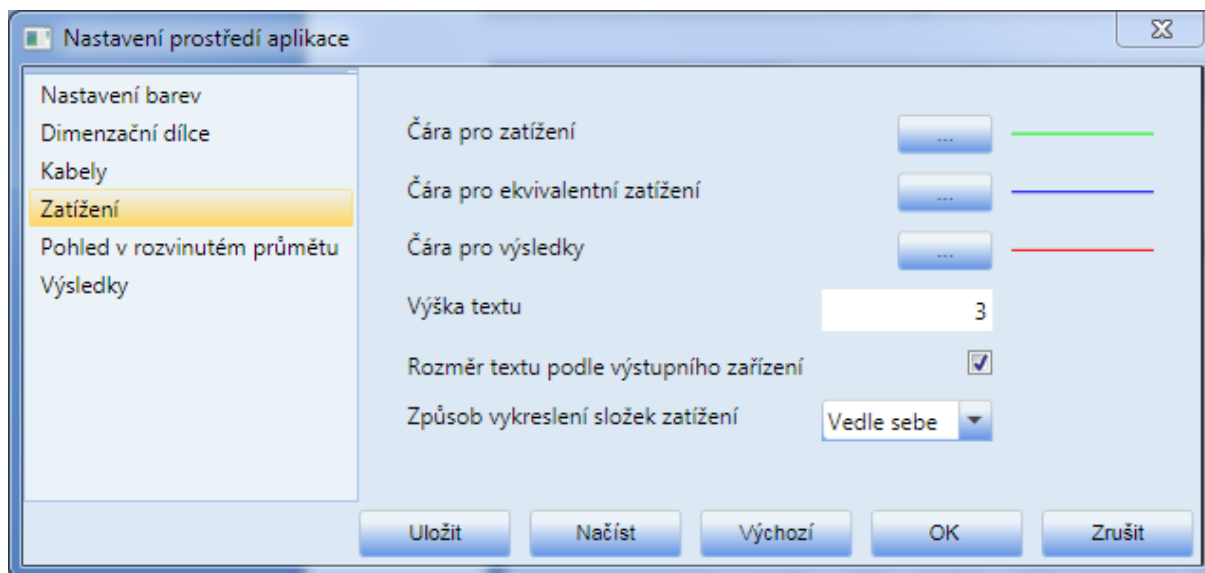 Nastavení prostředí aplikace
Nastavení barev
Dimenzační dílce
Kabely
Zatížení
Pohled v rozvinutém průmětu
Výsledky
Čára pro zatížení ...
Čára pro ekvivalentní zatížení ...
Čára pro výsledky ...
Výška textu 3
Rozměr textu podle výstupního zařízení
Způsob vykreslení složek zatížení Vedle sebe
Uložit Načíst Výchozí OK Zrušit